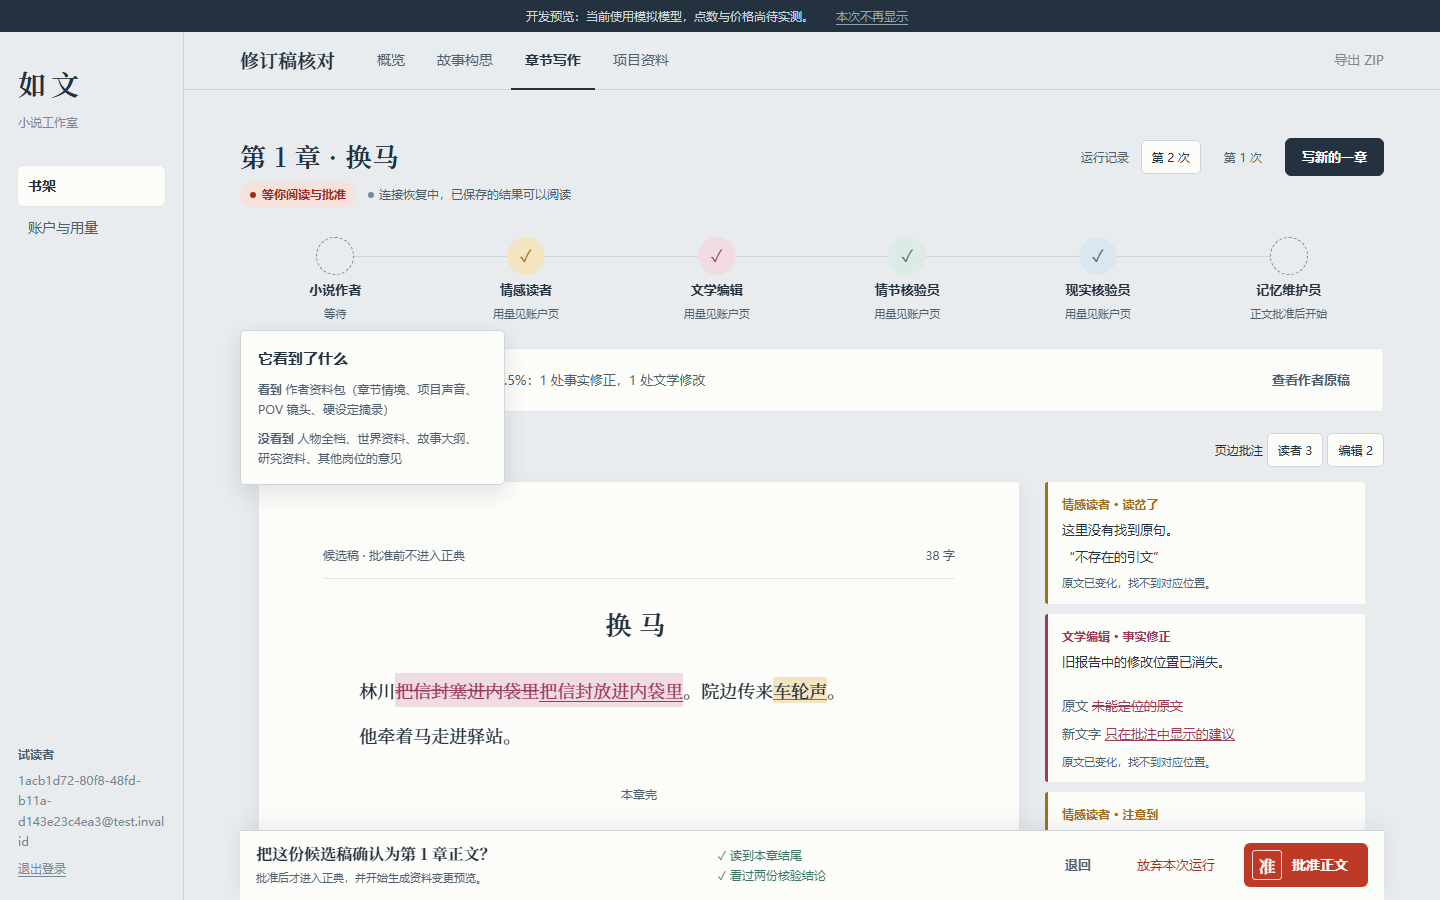 开发预览：当前使用模拟模型，点数与价格尚待实测。 本次不再显示
如文
小说工作室
书架
账户与用量
试读者
1acb1d72-80f8-48fd-
b11a-
d143e23c4ea3@test.inval
id
退出登录
修订稿核对 概览 故事构思 章节写作 项目资料 导出 ZIP
第 1 章 · 换马
运行记录 第 2 次 第 1 次 写新的一章
等你阅读与批准 连接恢复中，已保存的结果可以阅读
小说作者 情感读者 文学编辑 情节核验员 现实核验员 记忆维护员
等待 用量见账户页 用量见账户页 用量见账户页 用量见账户页 正文批准后开始
它看到了什么
看到 作者资料包（章节情境、项目声音、
POV 镜头、硬设定摘录）
没看到 人物全档、世界资料、故事大纲、
研究资料、其他岗位的意见
.5%：1 处事实修正，1 处文学修改 查看作者原稿
页边批注 读者 3 编辑 2
候选稿 · 批准前不进入正典 38 字
换马
林川把信封塞进内袋里把信封放进内袋里。院边传来车轮声。
他牵着马走进驿站。
本章完
情感读者 • 读岔了
这里没有找到原句。
“不存在的引文”
原文已变化，找不到对应位置。
文学编辑 • 事实修正
旧报告中的修改位置已消失。
原文 未能定位的原文
新文字 只在批注中显示的建议
原文已变化，找不到对应位置。
情感读者 • 注意到
把这份候选稿确认为第 1 章正文？
批准后才进入正典，并开始生成资料变更预览。
✓ 读到本章结尾
✓ 看过两份核验结论
退回 放弃本次运行 准 批准正文